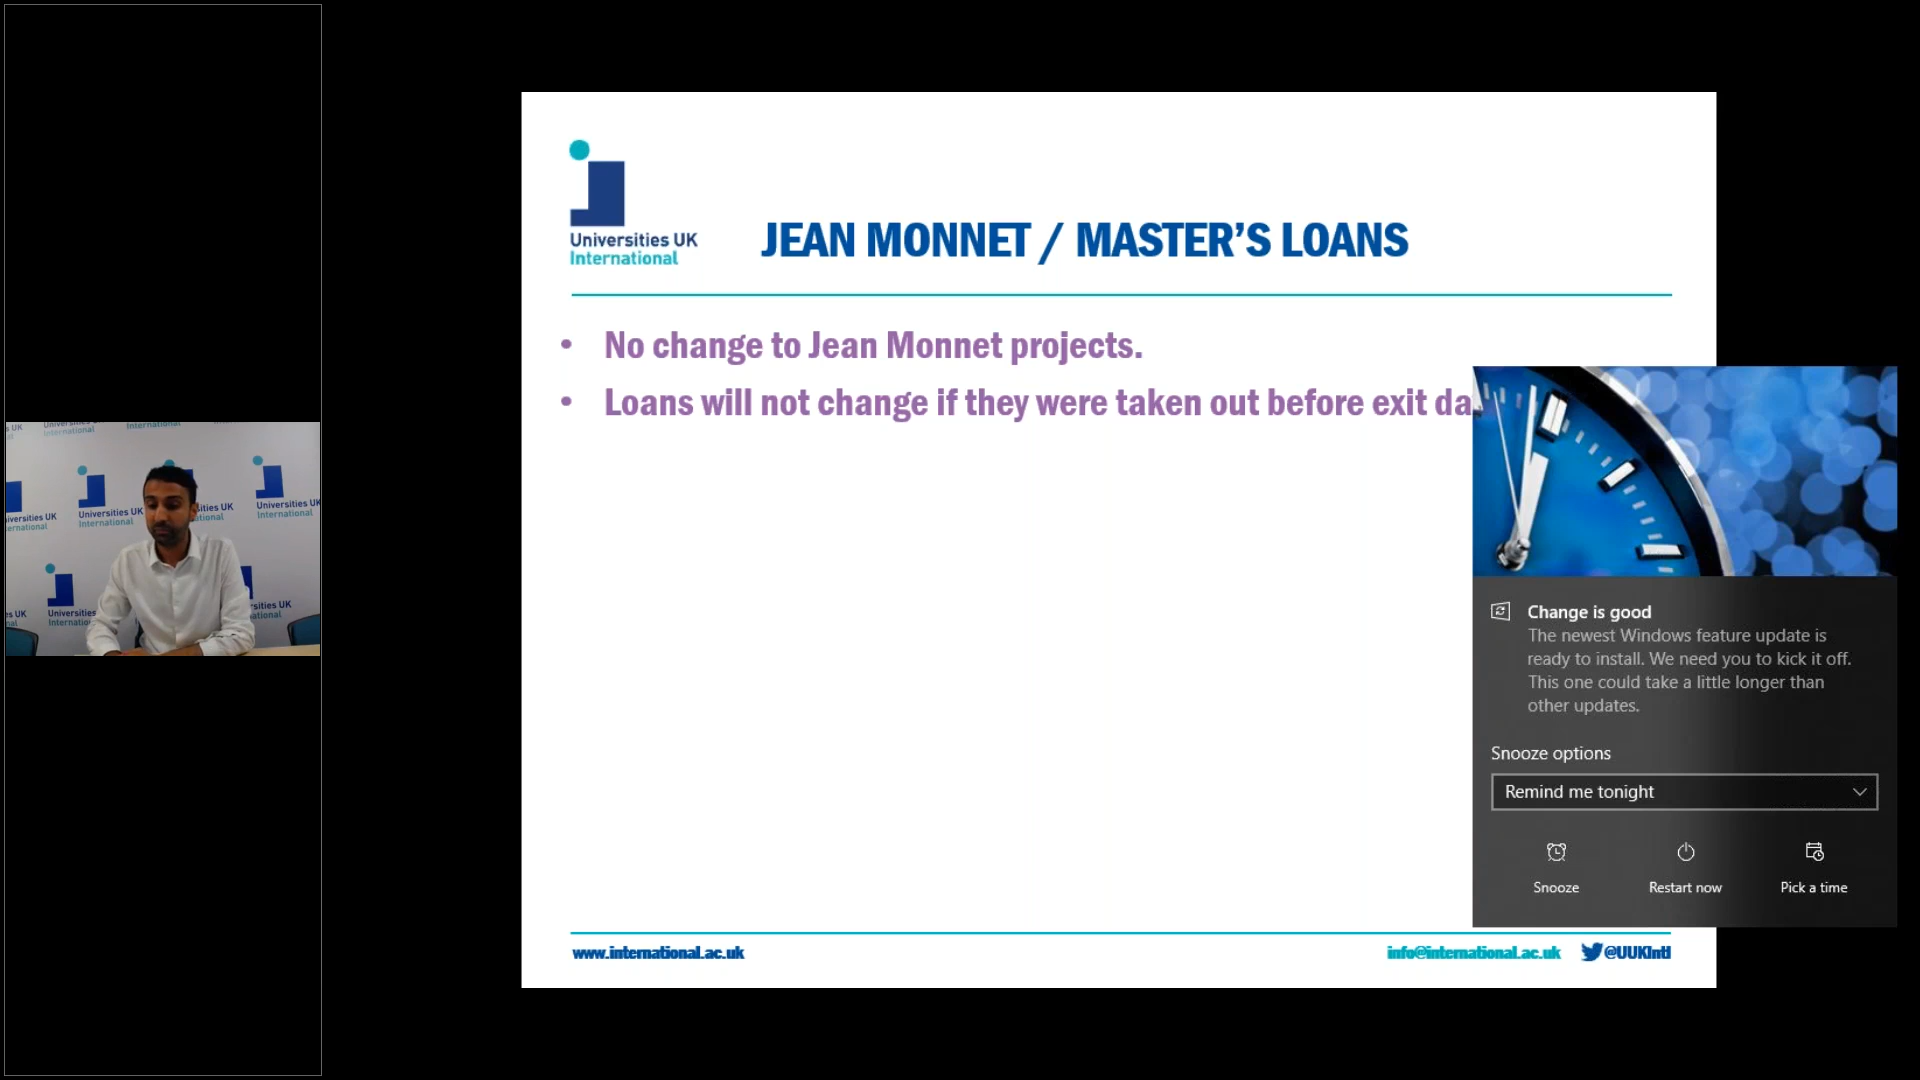 Universities UK
International
JEAN MONNET / MASTER'S LOANS
• No change to Jean Monnet projects.
• Loans will not change if they were taken out before exit da
Change is good
The newest Windows feature update is
ready to install. We need you to kick it off.
This one could take a little longer than
other updates.
Snooze options
Remind me tonight
Snooze
Restart now
Pick a time
www.international.ac.uk
info@international.ac.uk
@UUKIntl
Universities UK
International
Universities UK
International